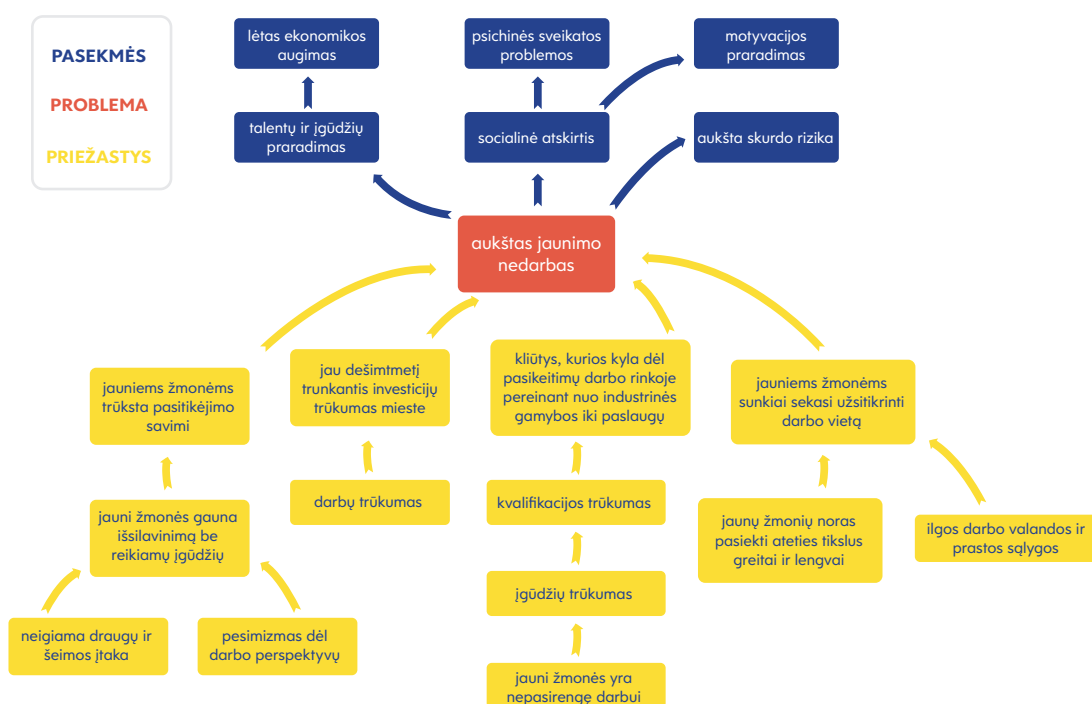 PASEKMĖS
PROBLEMA
PRIEŽASTYS
lėtas ekonomikos
augimas
psichinės sveikatos
problemos
motyvacijos
praradimas
talentų ir įgūdžių
praradimas
socialinė atskirtis
aukšta skurdo rizika
aukštas jaunimo
nedarbas
jauniems žmonėms
trūksta pasitikėjimo
savimi
jau dešimtmetį
trunkantis investicijų
trūkumas mieste
kliūtys, kurios kyla dėl
pasikeitimų darbo rinkoje
pereinant nuo industrinės
gamybos iki paslaugų
jauniems žmonėms
sunkiai sekasi užsitikrinti
darbo vietą
jauni žmonės gauna
išsilavinimą be
reikiamų įgūdžių
darbų trūkumas
kvalifikacijos trūkumas
jaunų žmonių noras
pasiekti ateties tikslus
greitai ir lengvai
ilgos darbo valandos ir
prastos sąlygos
įgūdžių trūkumas
neigiama draugų ir
šeimos įtaka
pesimizmas dėl
darbo perspektyvų
jauni žmonės yra
nepasirengę darbui